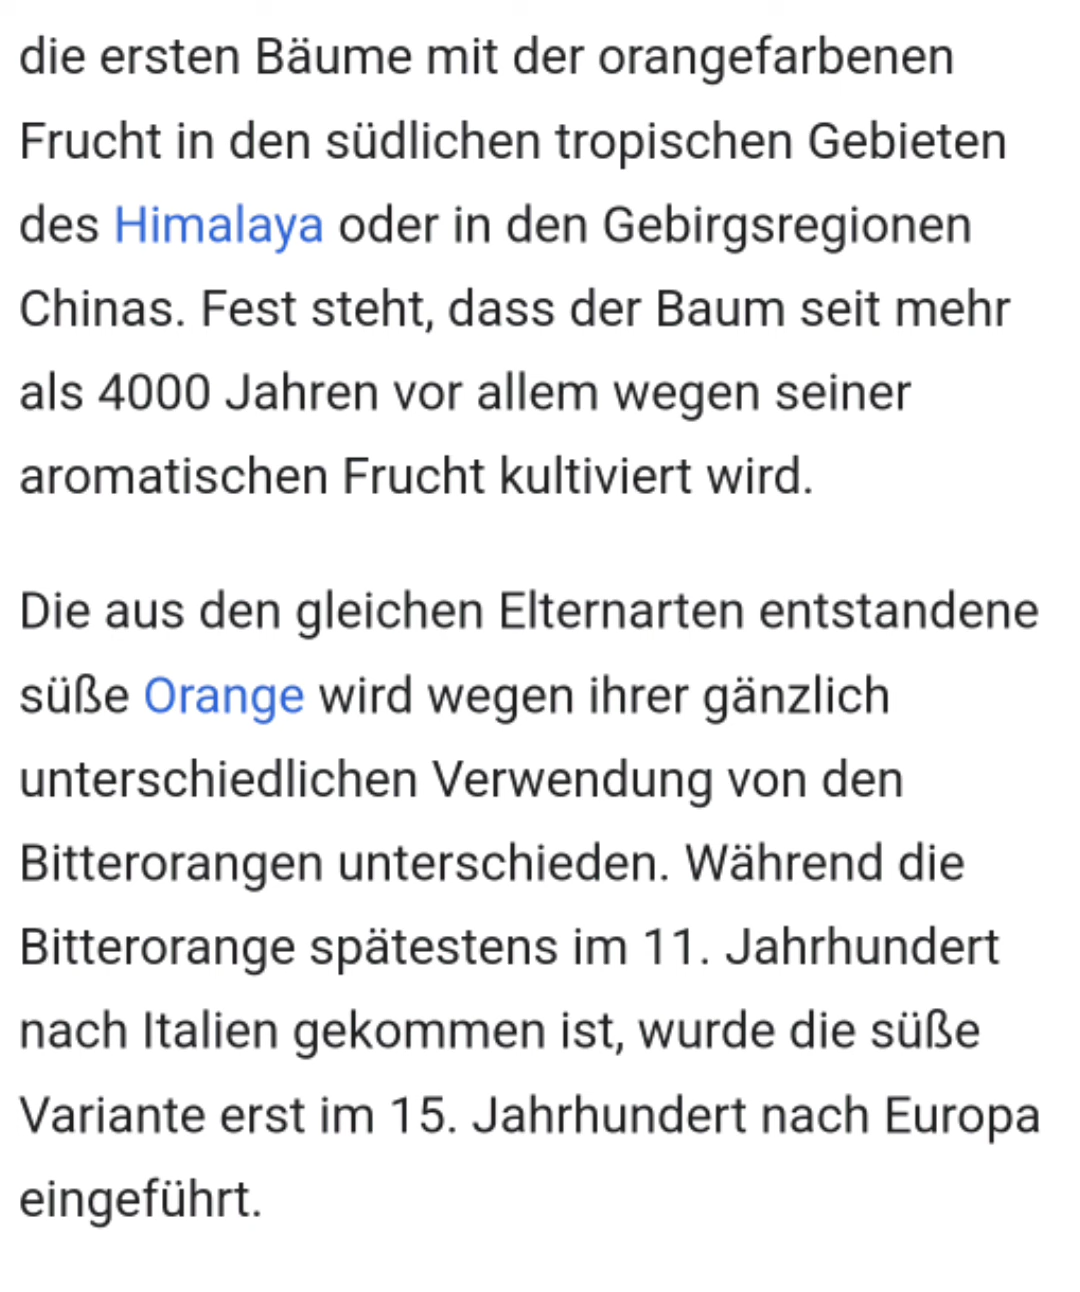 die ersten Bäume mit der orangefarbenen
Frucht in den südlichen tropischen Gebieten
des Himalaya oder in den Gebirgsregionen
Chinas. Fest steht, dass der Baum seit mehr
als 4000 Jahren vor allem wegen seiner
aromatischen Frucht kultiviert wird.
Die aus den gleichen Elternarten entstandene
süße Orange wird wegen ihrer gänzlich
unterschiedlichen Verwendung von den
Bitterorangen unterschieden. Während die
Bitterorange spätestens im 11. Jahrhundert
nach Italien gekommen ist, wurde die süße
Variante erst im 15. Jahrhundert nach Europa
eingeführt.